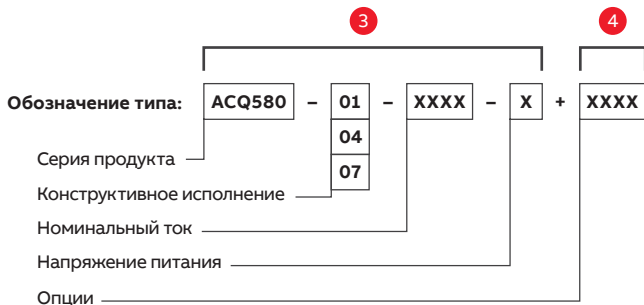 3 4
Обозначение типа: ACQ580 – 01 – XXXX – X + XXXX
04
07
Серия продукта
Конструктивное исполнение
Номинальный ток
Напряжение питания
Опции